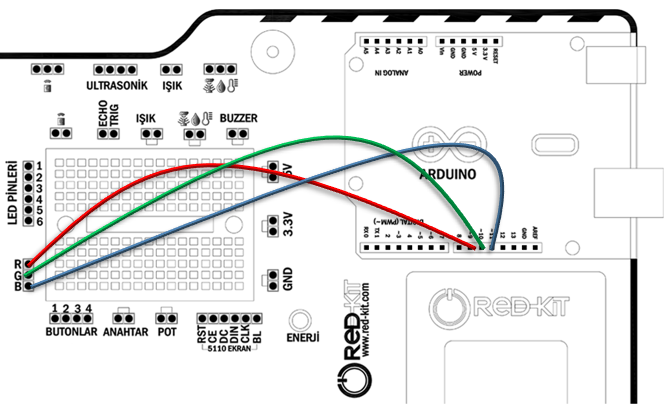 ULTRASONİK
IŞIK
ECHO
TRIG
IŞIK
BUZZER
LED PİNLERİ
1
2
3
4
5
6
5V
3.3V
GND
R
G
B
1 2 3 4
BUTONLAR
ANAHTAR
POT
RST
CE
DC
DIN
CLK
BL
5110 EKRAN
ENERJİ
A5
A4
A3
A2
A1
A0
ANALOG IN
Vin
GND
GND
5 V
3.3 V
RESET
POWER
ARDUINO
DIGITAL (PWM~)
RX 0
TX 1
2
~3
4
~5
~6
7
8
~9
~10
~11
12
13
GND
AREF
ReD-KiT
www.red-kit.com
ReD-KiT